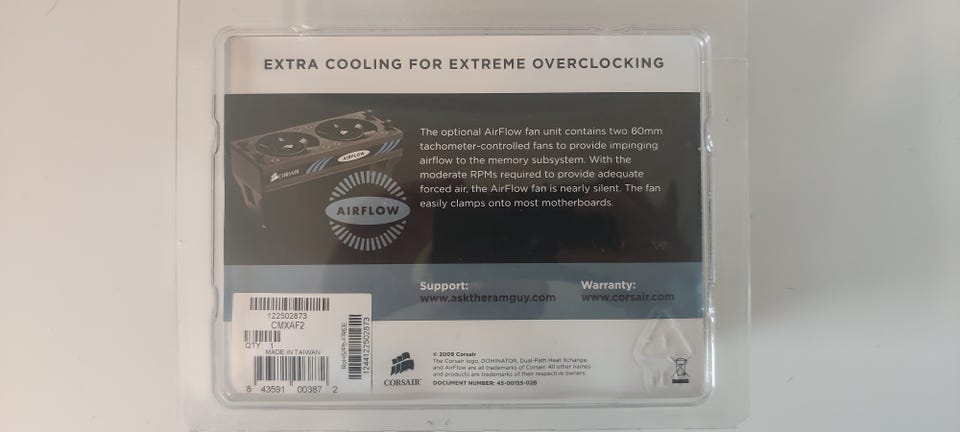 EXTRA COOLING FOR EXTREME OVERCLOCKING
The optional AirFlow fan unit contains two 60mm
tachometer-controlled fans to provide impinging
airflow to the memory subsystem. With the
moderate RPMs required to provide adequate
forced air, the AirFlow fan is nearly silent. The fan
easily clamps onto most motherboards.
AIRFLOW
CORSAIR
AIRFLOW
Support:
www.asktheramguy.com
Warranty:
www.corsair.com
122502873
CMXAF2
QTY 1
MADE IN TAIWAN
8 43591 00387 2
RoHS/Pb-FREE
1244122502873
CORSAIR
© 2009 Corsair
The Corsair logo, DOMINATOR, Dual-Path Heat Xchange,
and AirFlow are all trademarks of Corsair. All other names
and products are trademarks of their respective owners.
DOCUMENT NUMBER: 45-00155-02B